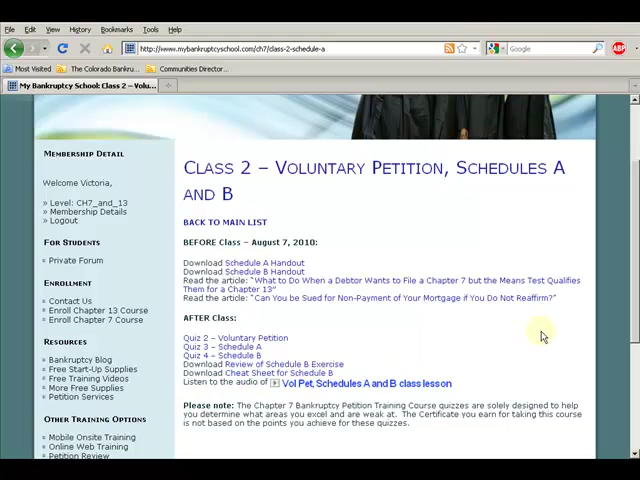 File Edit View History Bookmarks Tools Help
http://www.mybankruptcyschool.com/ch7/class-2-schedule-a
Google
ABP
Most Visited The Colorado Bankru... Communities Director...
My Bankruptcy School: Class 2 – Volu...
Membership Detail
Welcome Victoria,
» Level: CH7_and_13
» Membership Details
» Logout
For Students
Private Forum
Enrollment
Contact Us
Enroll Chapter 13 Course
Enroll Chapter 7 Course
Resources
Bankruptcy Blog
Free Start-Up Supplies
Free Training Videos
More Free Supplies
Petition Services
Other Training Options
Mobile Onsite Training
Online Web Training
Petition Review
Class 2 – Voluntary Petition, Schedules A
and B
BACK TO MAIN LIST
BEFORE Class – August 7, 2010:
Download Schedule A Handout
Download Schedule B Handout
Read the article: "What to Do When a Debtor Wants to File a Chapter 7 but the Means Test Qualifies
Them for a Chapter 13"
Read the article: "Can You be Sued for Non-Payment of Your Mortgage if You Do Not Reaffirm?"
AFTER Class:
Quiz 2 – Voluntary Petition
Quiz 3 – Schedule A
Quiz 4 – Schedule B
Download Review of Schedule B Exercise
Download Cheat Sheet for Schedule B
Listen to the audio of Vol Pet, Schedules A and B class lesson
Please note: The Chapter 7 Bankruptcy Petition Training Course quizzes are solely designed to help
you determine what areas you excel and are weak at. The Certificate you earn for taking this course
is not based on the points you achieve for these quizzes.